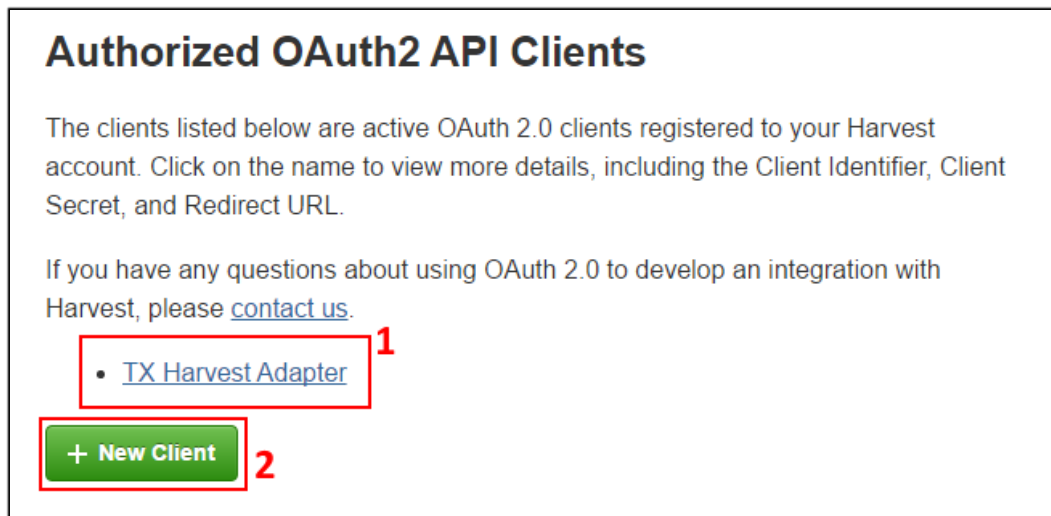 Authorized OAuth2 API Clients
The clients listed below are active OAuth 2.0 clients registered to your Harvest
account. Click on the name to view more details, including the Client Identifier, Client
Secret, and Redirect URL.
If you have any questions about using OAuth 2.0 to develop an integration with
Harvest, please contact us.
1
• TX Harvest Adapter
+ New Client
2